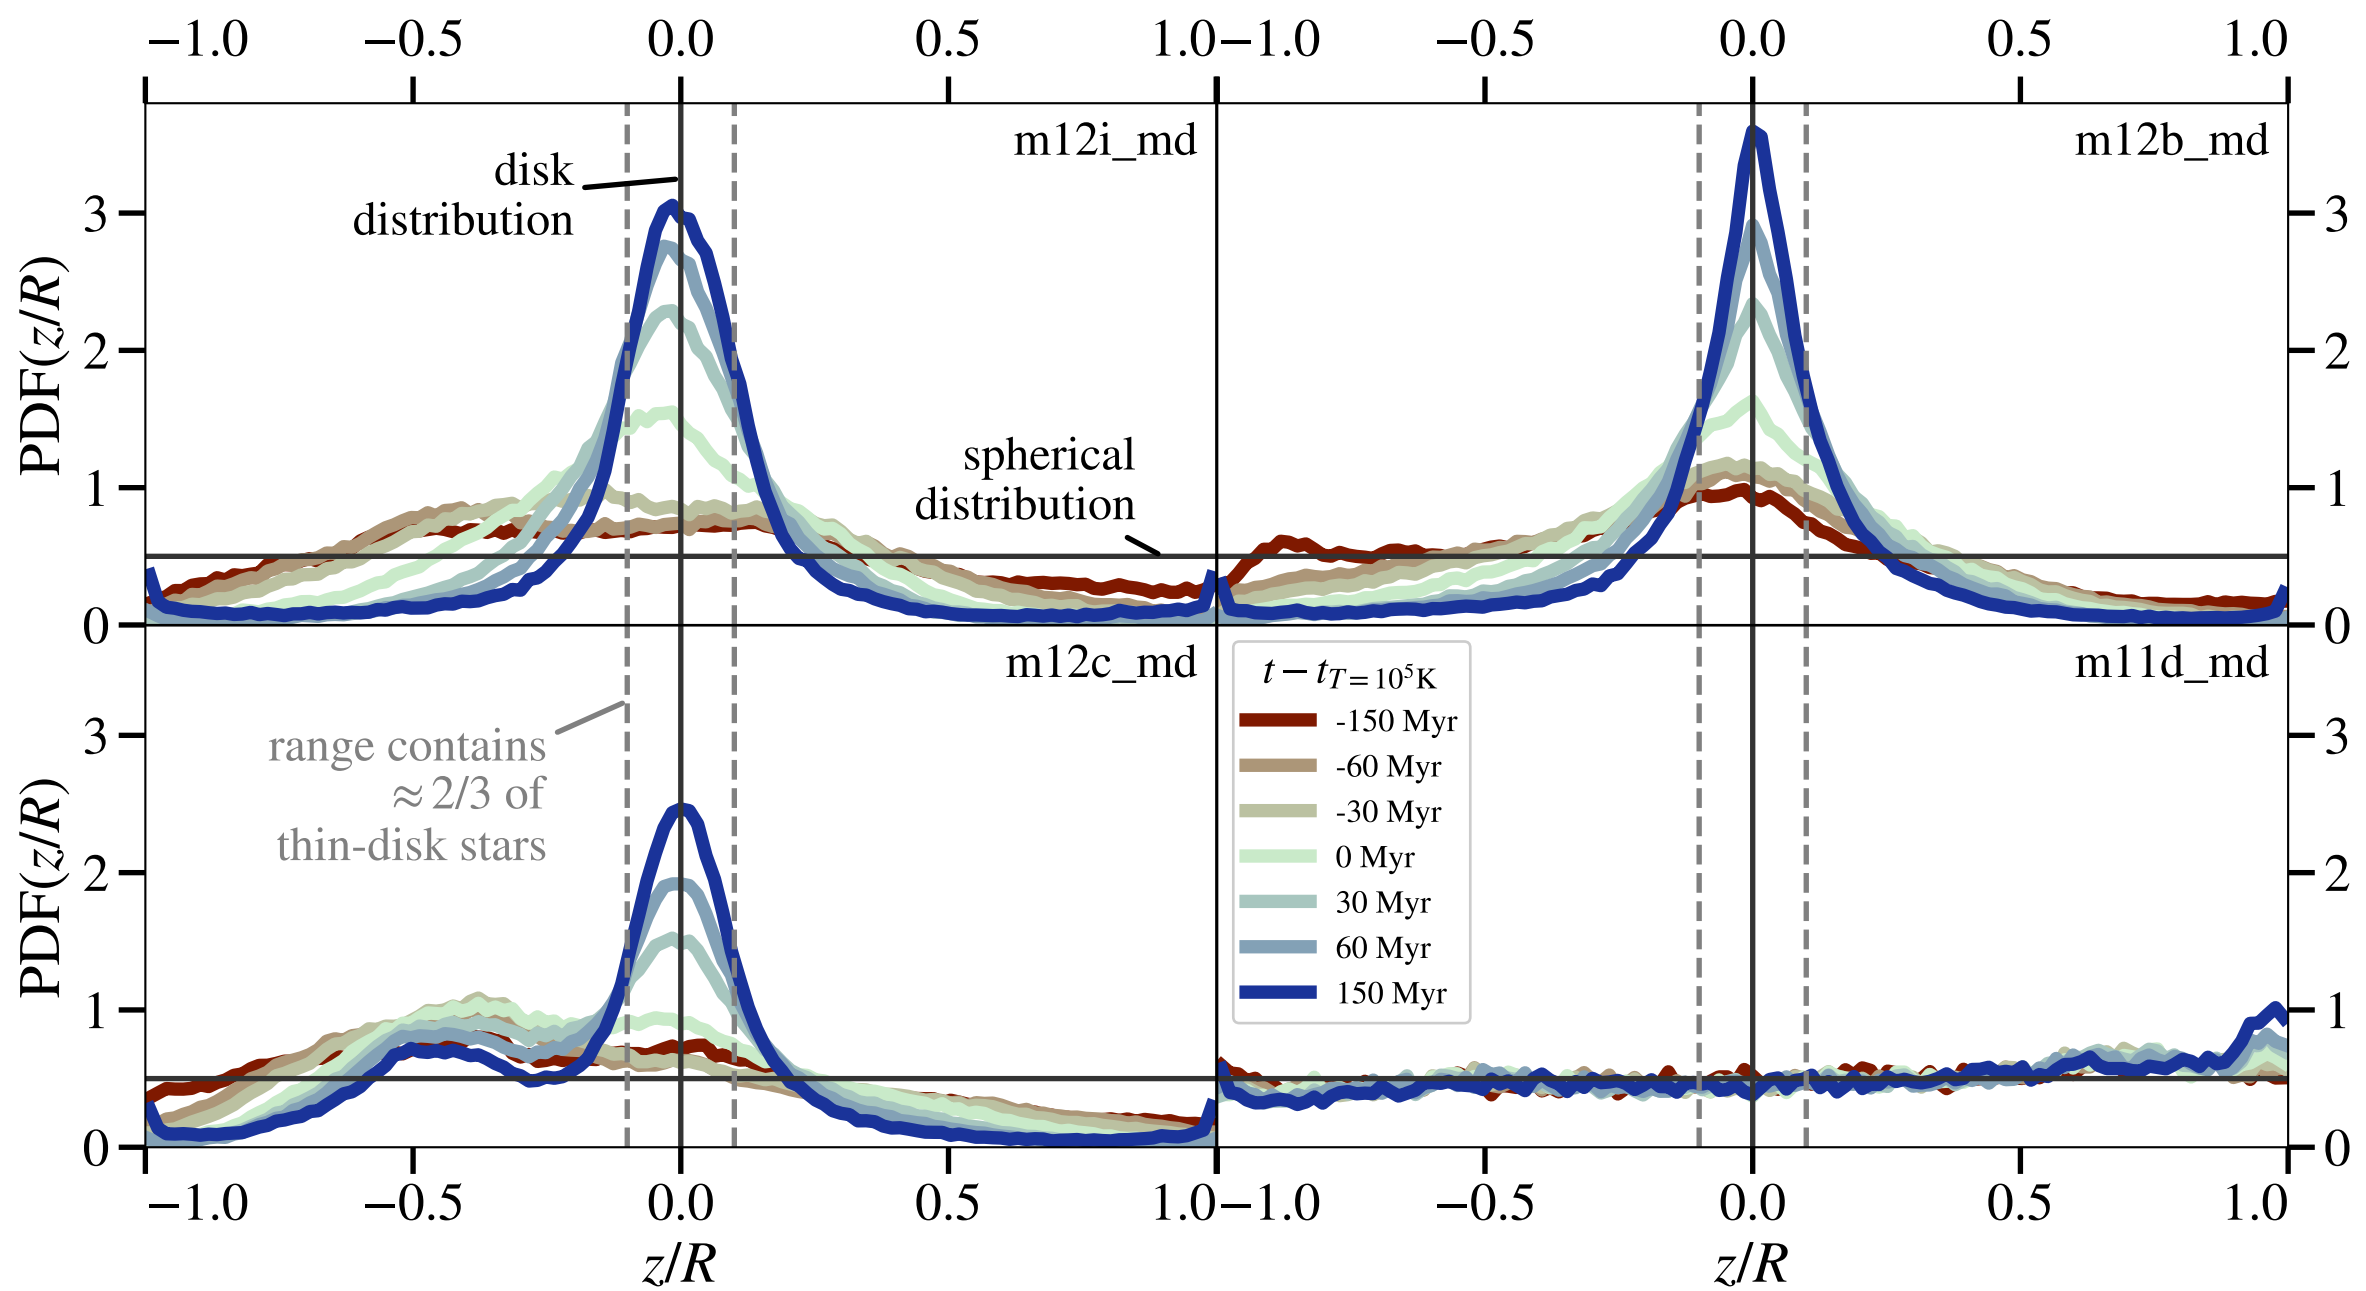 −1.0 −0.5 0.0 0.5 1.0 −1.0 −0.5 0.0 0.5 1.0
m12i_md
m12b_md
disk
distribution
spherical
distribution
PDF(z/R)
3
2
1
0
3
2
1
0
m12c_md
m11d_md
range contains
≈ 2/3 of
thin-disk stars
t − t_{T = 10⁵K}
-150 Myr
-60 Myr
-30 Myr
0 Myr
30 Myr
60 Myr
150 Myr
PDF(z/R)
3
2
1
0
3
2
1
0
−1.0 −0.5 0.0 0.5 1.0 −1.0 −0.5 0.0 0.5 1.0
z/R
z/R